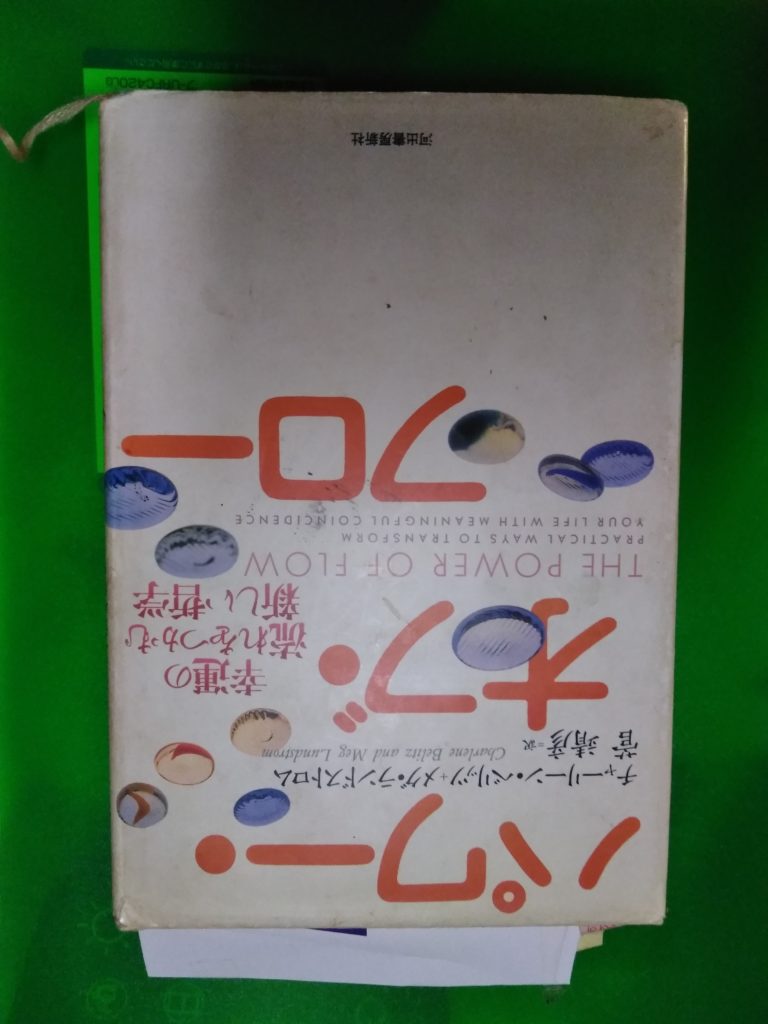 パワー・
チャーリーン・ベリッツ+メグ・ランドストロム
Charlene Belitz and Meg Lundstrom
菅 靖彦=訳
オブ・
幸運の
流れをつかむ
新しい哲学
THE POWER OF FLOW
PRACTICAL WAYS TO TRANSFORM
YOUR LIFE WITH MEANINGFUL COINCIDENCE
フロー
河出書房新社